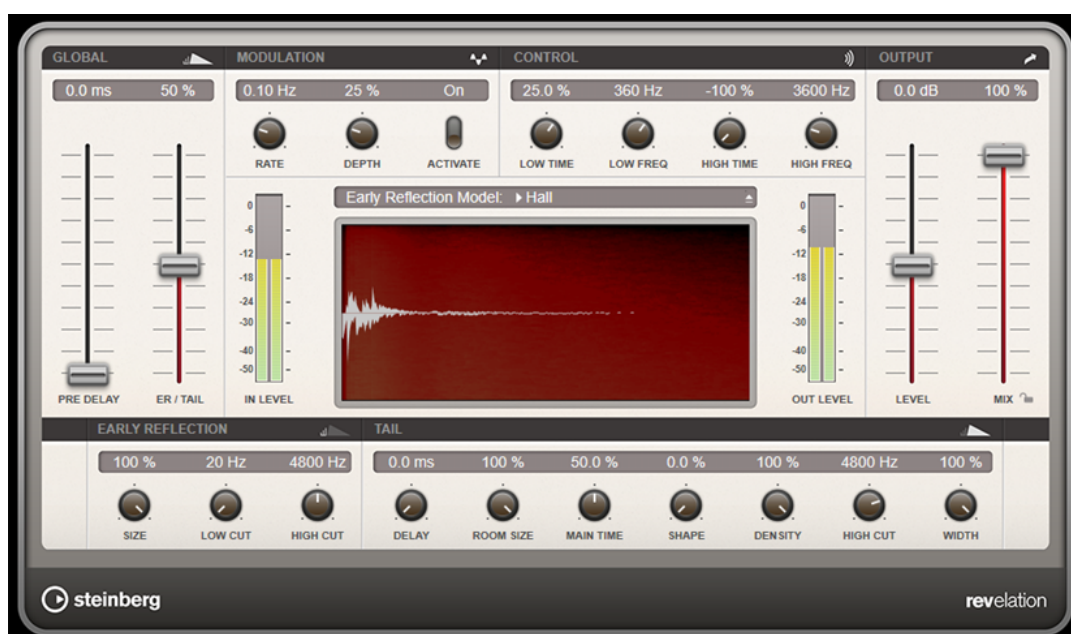 GLOBAL MODULATION CONTROL OUTPUT
0.0 ms 50 % 0.10 Hz 25 % On 25.0 % 360 Hz -100 % 3600 Hz 0.0 dB 100 %
RATE DEPTH ACTIVATE LOW TIME LOW FREQ HIGH TIME HIGH FREQ
Early Reflection Model: Hall
0 0
-6 -6
-12 -12
-18 -18
-24 -24
-30 -30
-40 -40
-50 -50
PRE DELAY ER / TAIL IN LEVEL OUT LEVEL LEVEL MIX
EARLY REFLECTION TAIL
100 % 20 Hz 4800 Hz 0.0 ms 100 % 50.0 % 0.0 % 100 % 4800 Hz 100 %
SIZE LOW CUT HIGH CUT DELAY ROOM SIZE MAIN TIME SHAPE DENSITY HIGH CUT WIDTH
steinberg revelation